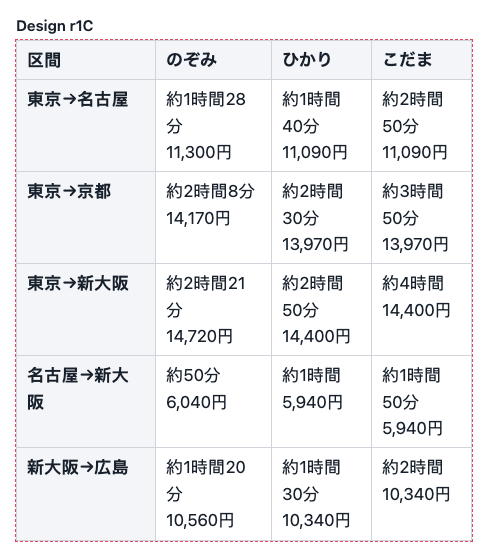 Design r1C
区間 のぞみ ひかり こだま
東京→名古屋 約1時間28分 11,300円 約1時間40分 11,090円 約2時間50分 11,090円
東京→京都 約2時間8分 14,170円 約2時間30分 13,970円 約3時間50分 13,970円
東京→新大阪 約2時間21分 14,720円 約2時間50分 14,400円 約4時間 14,400円
名古屋→新大阪 約50分 6,040円 約1時間 5,940円 約1時間50分 5,940円
新大阪→広島 約1時間20分 10,560円 約1時間30分 10,340円 約2時間 10,340円